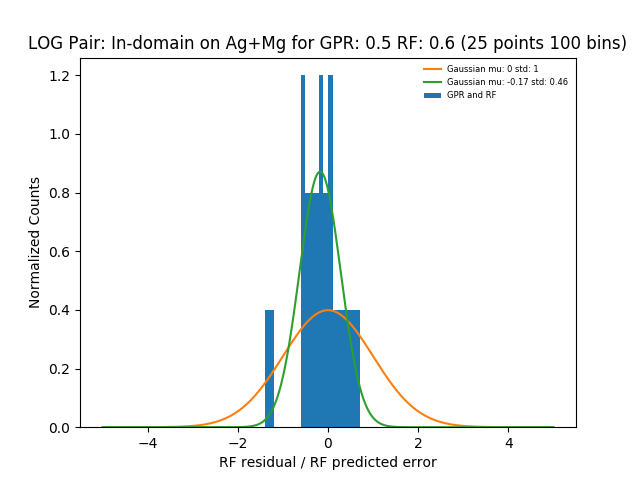 LOG Pair: In-domain on Ag+Mg for GPR: 0.5 RF: 0.6 (25 points 100 bins)
Gaussian mu: 0 std: 1
Gaussian mu: -0.17 std: 0.46
GPR and RF
1.2
1.0
0.8
0.6
0.4
0.2
0.0
Normalized Counts
−4 −2 0 2 4
RF residual / RF predicted error